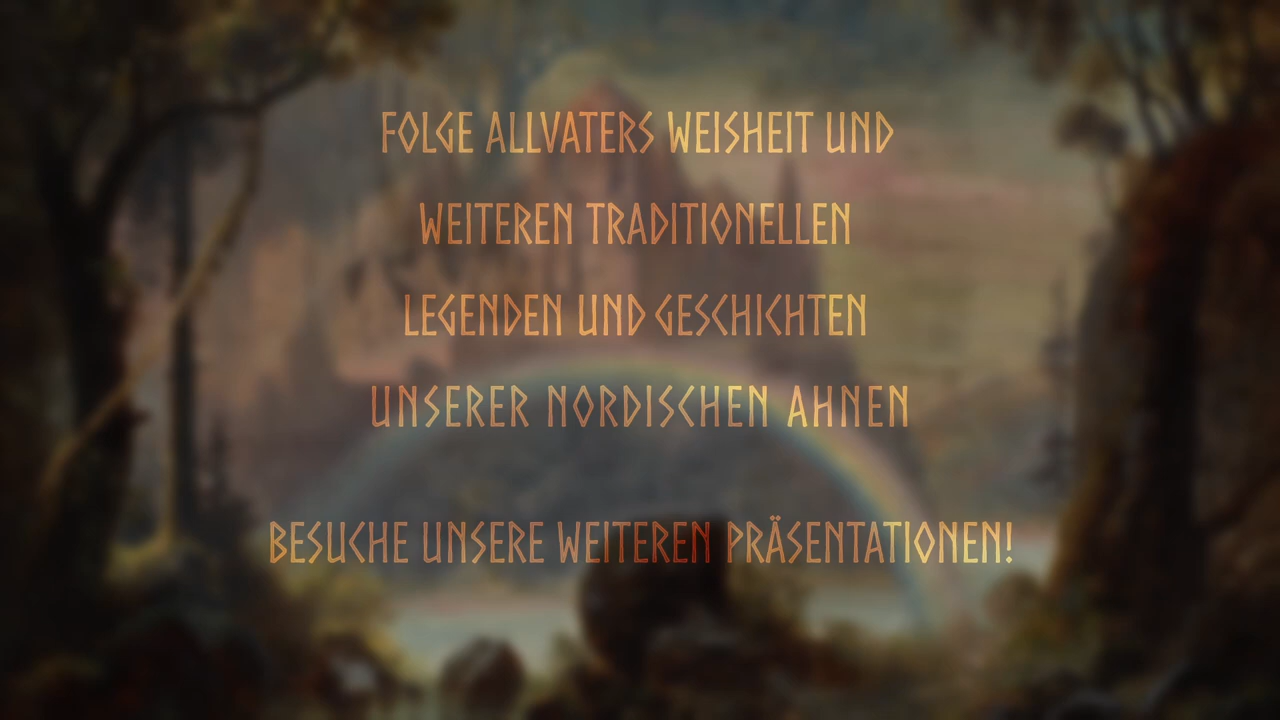 FOLGE ALLVATERS WEISHEIT UND
WEITEREN TRADITIONELLEN
LEGENDEN UND GESCHICHTEN
UNSERER NORDISCHEN AHNEN
BESUCHE UNSERE WEITEREN PRÄSENTATIONEN!